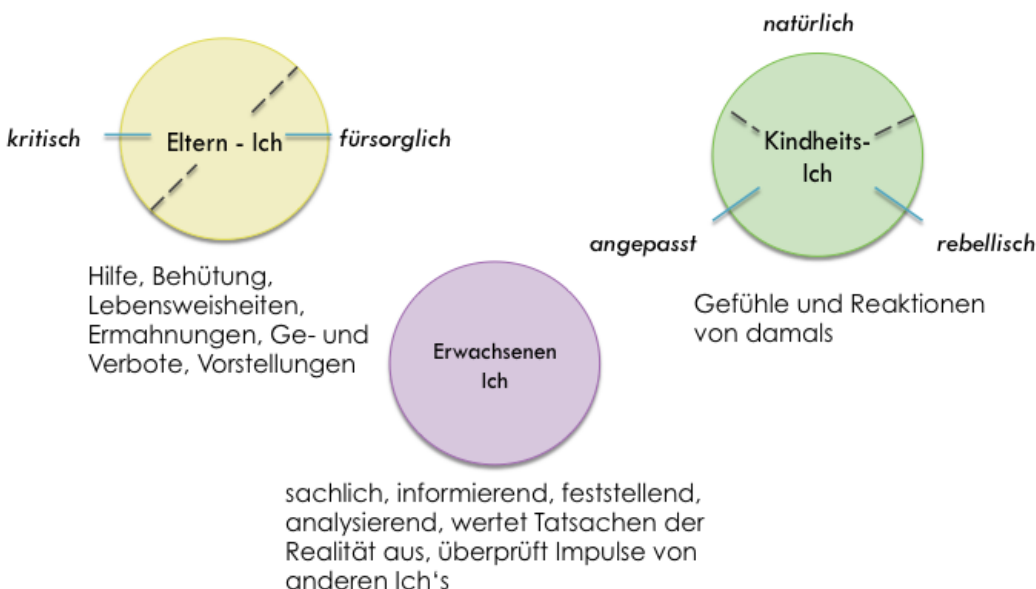 kritisch
Eltern - Ich
fürsorglich
Hilfe, Behütung,
Lebensweisheiten,
Ermahnungen, Ge- und
Verbote, Vorstellungen
natürlich
Kindheits-
Ich
angepasst
rebellisch
Gefühle und Reaktionen
von damals
Erwachsenen
Ich
sachlich, informierend, feststellend,
analysierend, wertet Tatsachen der
Realität aus, überprüft Impulse von
anderen Ich‘s